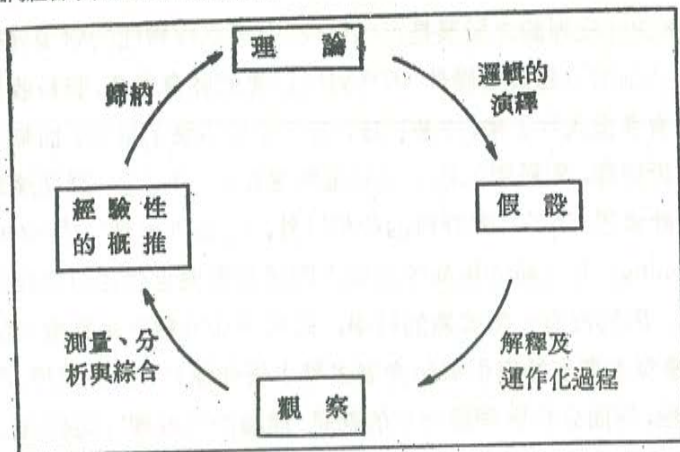 理論
歸納
邏輯的
演繹
經驗性
的概推
假設
測量、分
析與綜合
解釋及
運作化過程
觀察